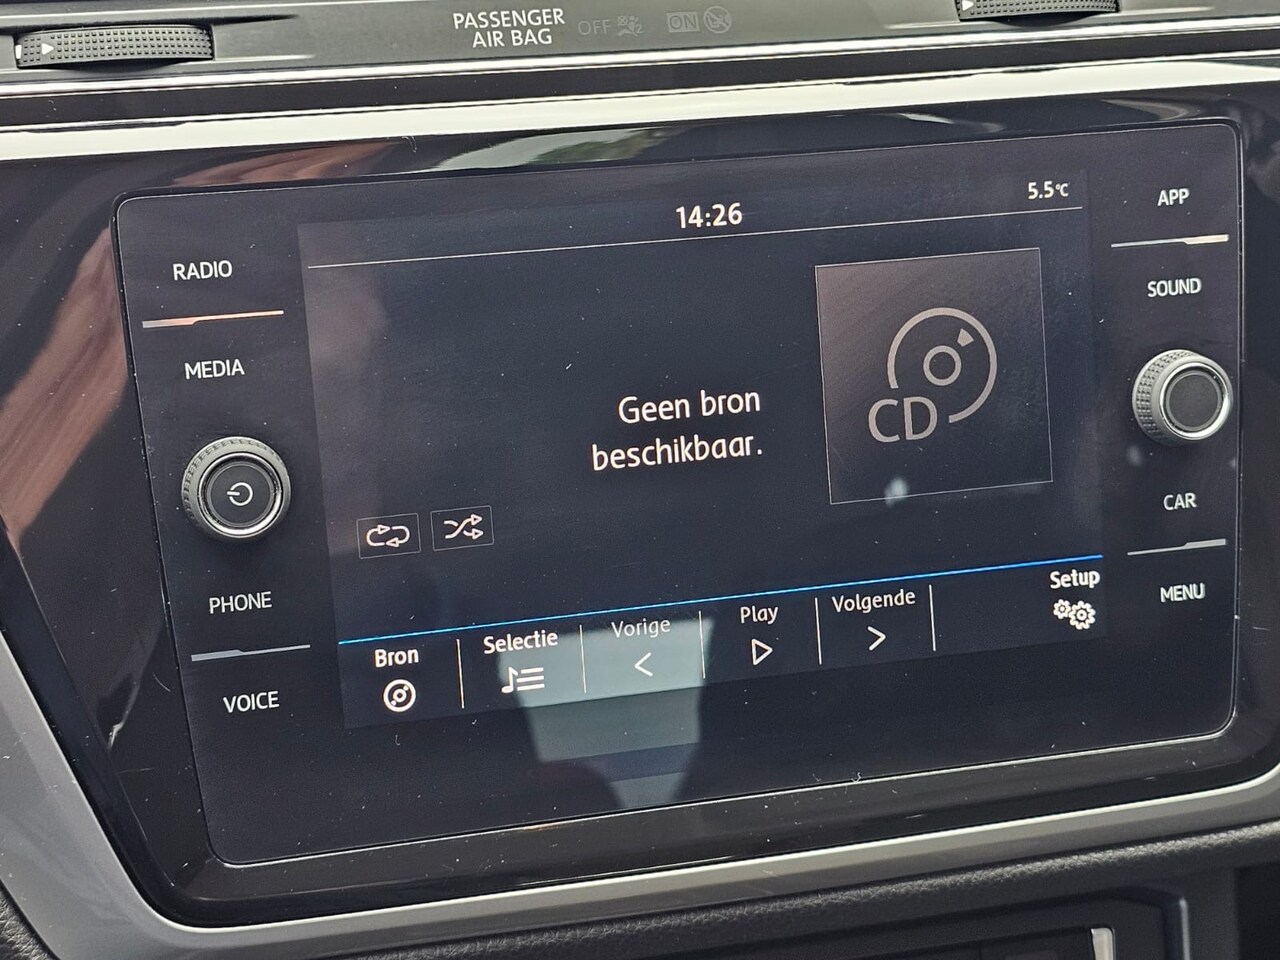 PASSENGER
AIR BAG
OFF
ON
14:26
5.5°C
RADIO
MEDIA
PHONE
VOICE
Geen bron
beschikbaar.
CD
APP
SOUND
CAR
MENU
Bron
Selectie
Vorige
Play
Volgende
Setup